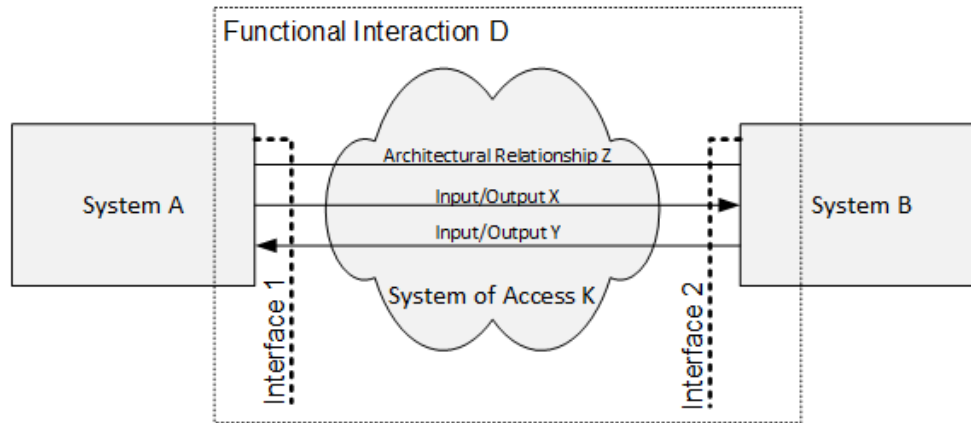 Functional Interaction D
Architectural Relationship Z
System A
Input/Output X
System B
Input/Output Y
System of Access K
Interface 1
Interface 2